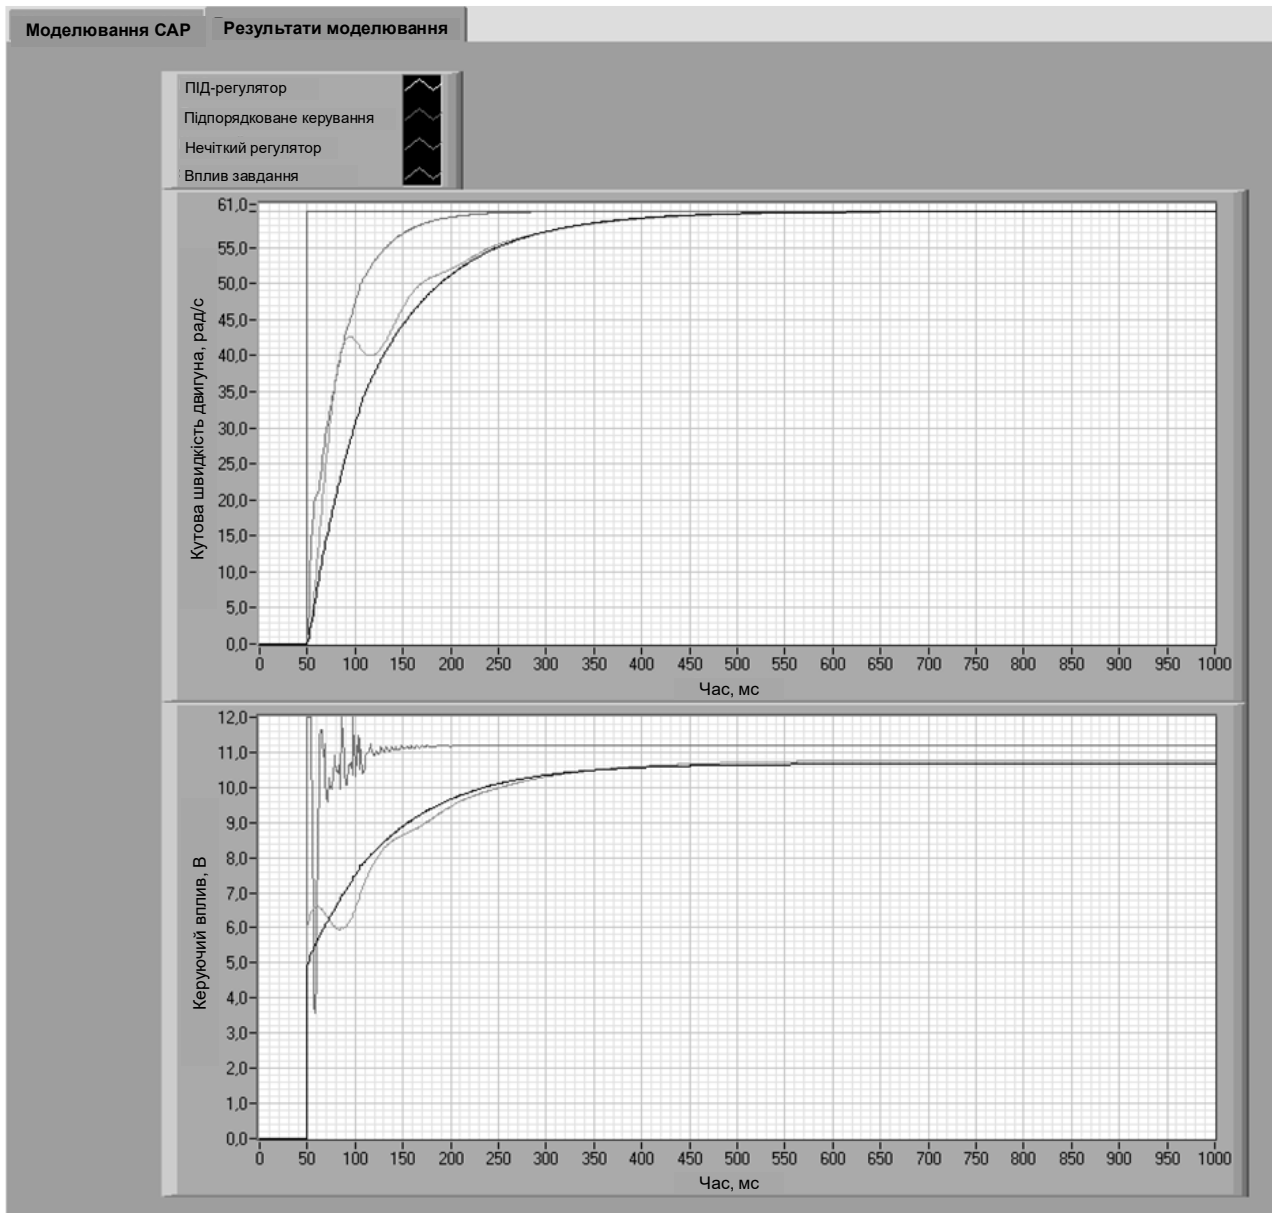 Моделювання САР
Результати моделювання
ПІД-регулятор
Підпорядковане керування
Нечіткий регулятор
Вплив завдання
Кутова швидкість двигуна, рад/с
61,0
55,0
50,0
45,0
40,0
35,0
30,0
25,0
20,0
15,0
10,0
5,0
0,0
0 50 100 150 200 250 300 350 400 450 500 550 600 650 700 750 800 850 900 950 1000
Час, мс
Керуючий вплив, В
12,0
11,0
10,0
9,0
8,0
7,0
6,0
5,0
4,0
3,0
2,0
1,0
0,0
0 50 100 150 200 250 300 350 400 450 500 550 600 650 700 750 800 850 900 950 1000
Час, мс